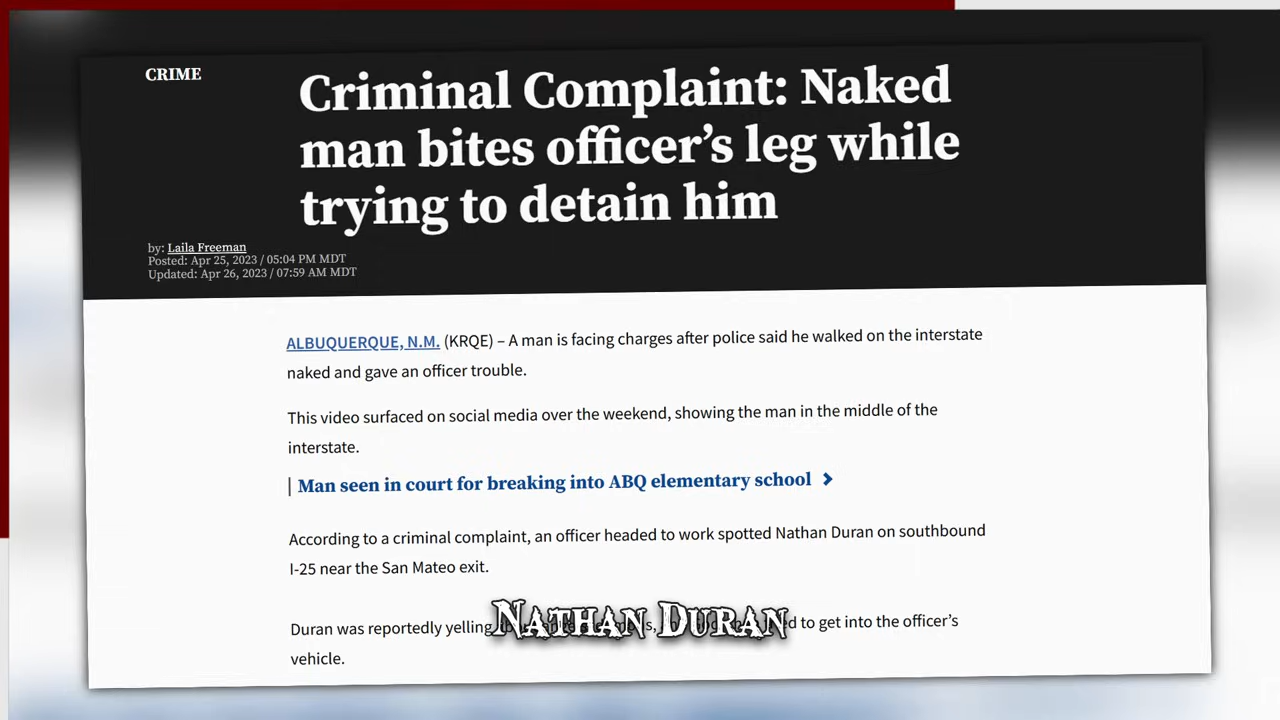 CRIME
Criminal Complaint: Naked
man bites officer’s leg while
trying to detain him
by: Laila Freeman
Posted: Apr 25, 2023 / 05:04 PM MDT
Updated: Apr 26, 2023 / 07:59 AM MDT
ALBUQUERQUE, N.M. (KRQE) – A man is facing charges after police said he walked on the interstate
naked and gave an officer trouble.
This video surfaced on social media over the weekend, showing the man in the middle of the
interstate.
| Man seen in court for breaking into ABQ elementary school >
According to a criminal complaint, an officer headed to work spotted Nathan Duran on southbound
I-25 near the San Mateo exit.
Duran was reportedly yelling to get into the officer’s
NATHAN DURAN
vehicle.